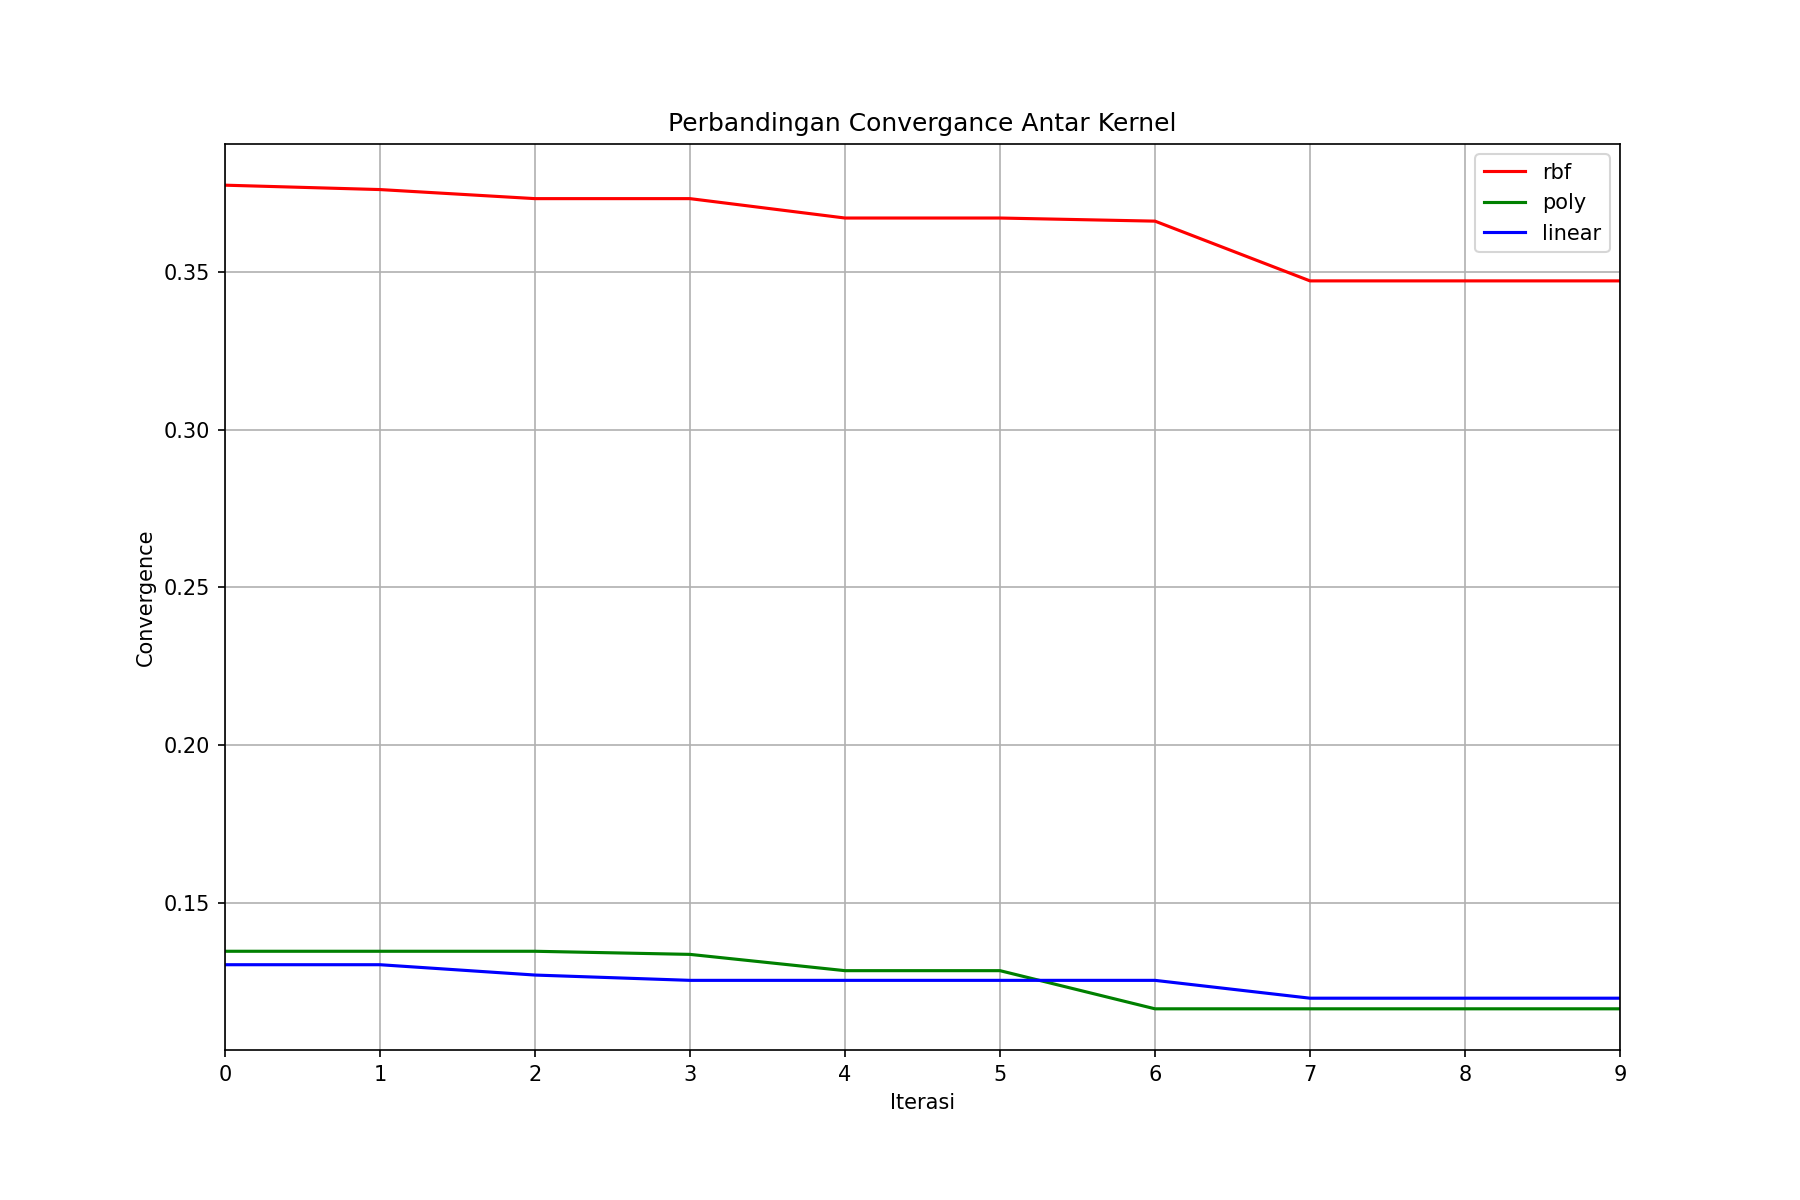 Perbandingan Convergance Antar Kernel
rbf
poly
linear
Convergence
0.35
0.30
0.25
0.20
0.15
0 1 2 3 4 5 6 7 8 9
Iterasi